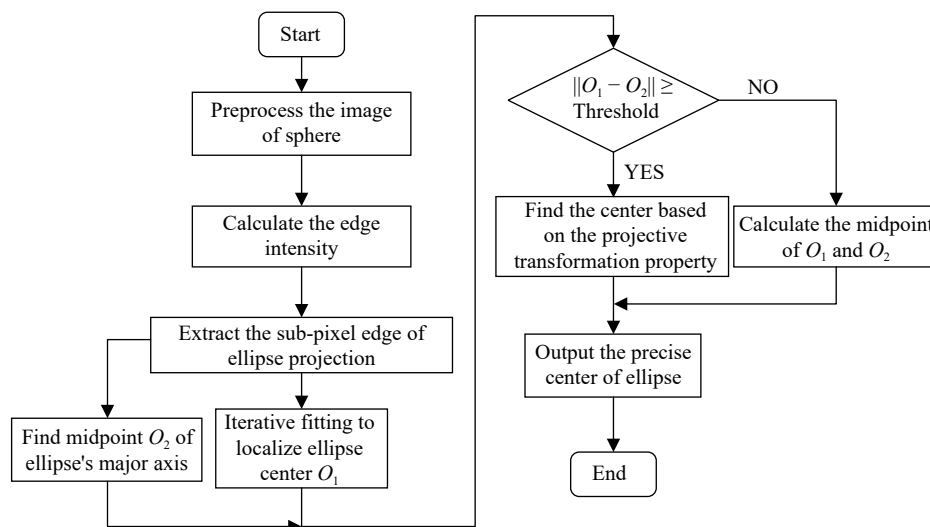 Start
Preprocess the image
of sphere
Calculate the edge
intensity
Extract the sub-pixel edge of
ellipse projection
Find midpoint O₂ of
ellipse's major axis
Iterative fitting to
localize ellipse
center O₁
||O₁ − O₂|| ≥
Threshold
NO
YES
Find the center based
on the projective
transformation property
Calculate the midpoint
of O₁ and O₂
Output the precise
center of ellipse
End